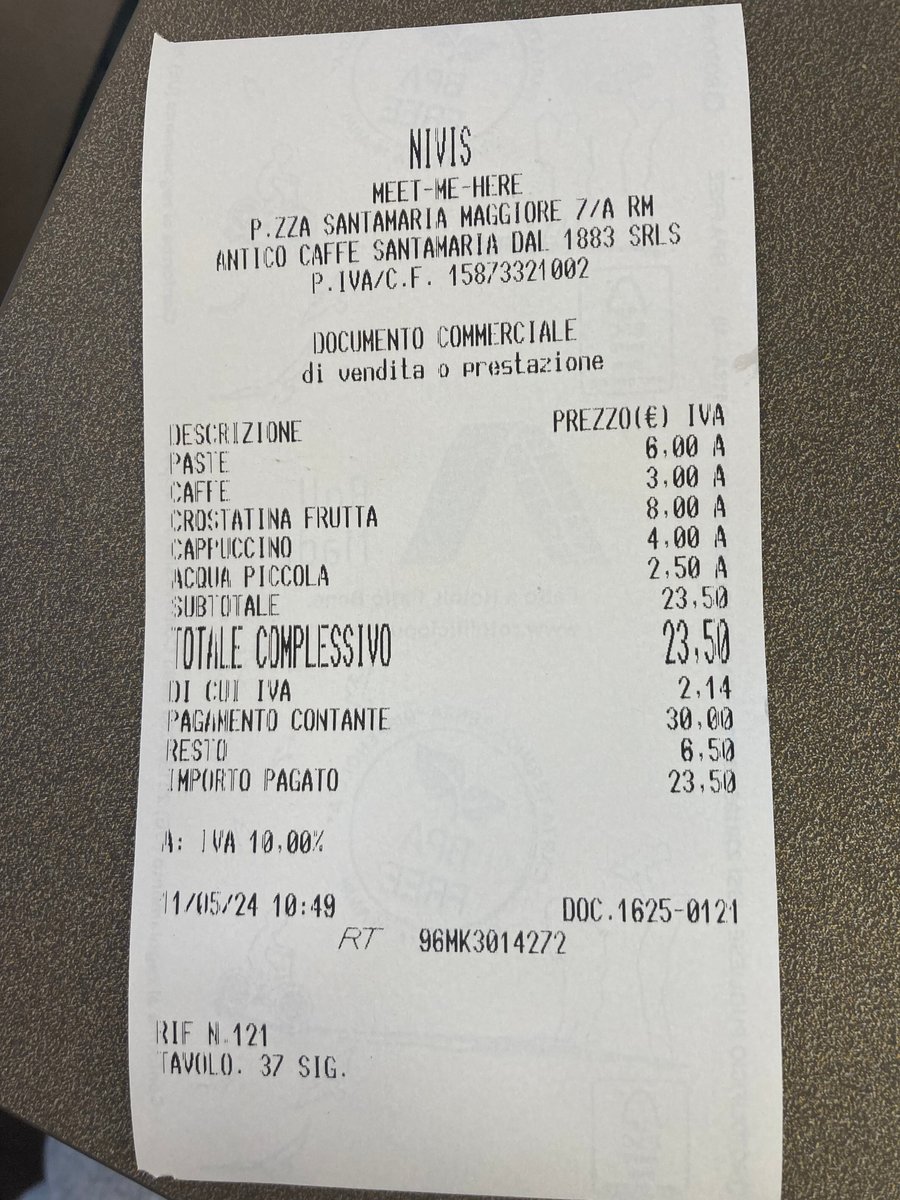 NIVIS
MEET-ME-HERE
P.ZZA SANTAMARIA MAGGIORE 7/A RM
ANTICO CAFFE SANTAMARIA DAL 1883 SRLS
P.IVA/C.F. 15873321002
DOCUMENTO COMMERCIALE
di vendita o prestazione
DESCRIZIONE PREZZO(€) IVA
PASTE 6,00 A
CAFFE 3,00 A
CROSTATINA FRUTTA 8,00 A
CAPPUCCINO 4,00 A
ACQUA PICCOLA 2,50 A
SUBTOTALE 23,50
TOTALE COMPLESSIVO 23,50
DI CUI IVA 2,14
PAGAMENTO CONTANTE 30,00
RESTO 6,50
IMPORTO PAGATO 23,50
A: IVA 10,00%
11/05/24 10:49 DOC.1625-0121
RT 96MK3014272
RIF N.121
TAVOLO. 37 SIG.